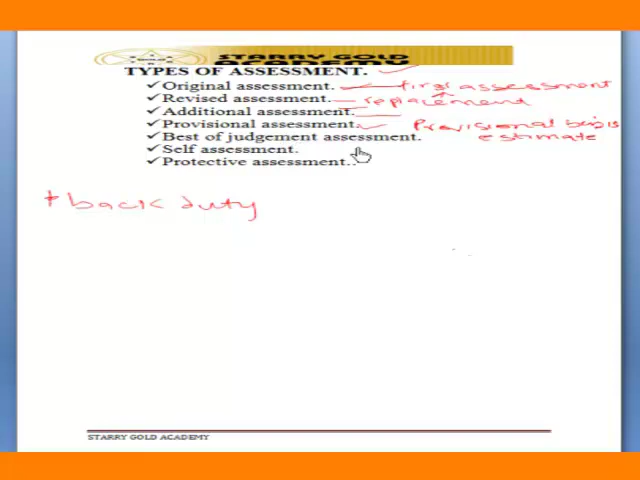 STARRY GOLD
ACADEMY
TYPES OF ASSESSMENT.
✓ Original assessment. first assessment
✓ Revised assessment. replacement
✓ Additional assessment.
✓ Provisional assessment. Provisional basis
✓ Best of judgement assessment. estimate
✓ Self assessment.
✓ Protective assessment..
+ back duty
STARRY GOLD ACADEMY